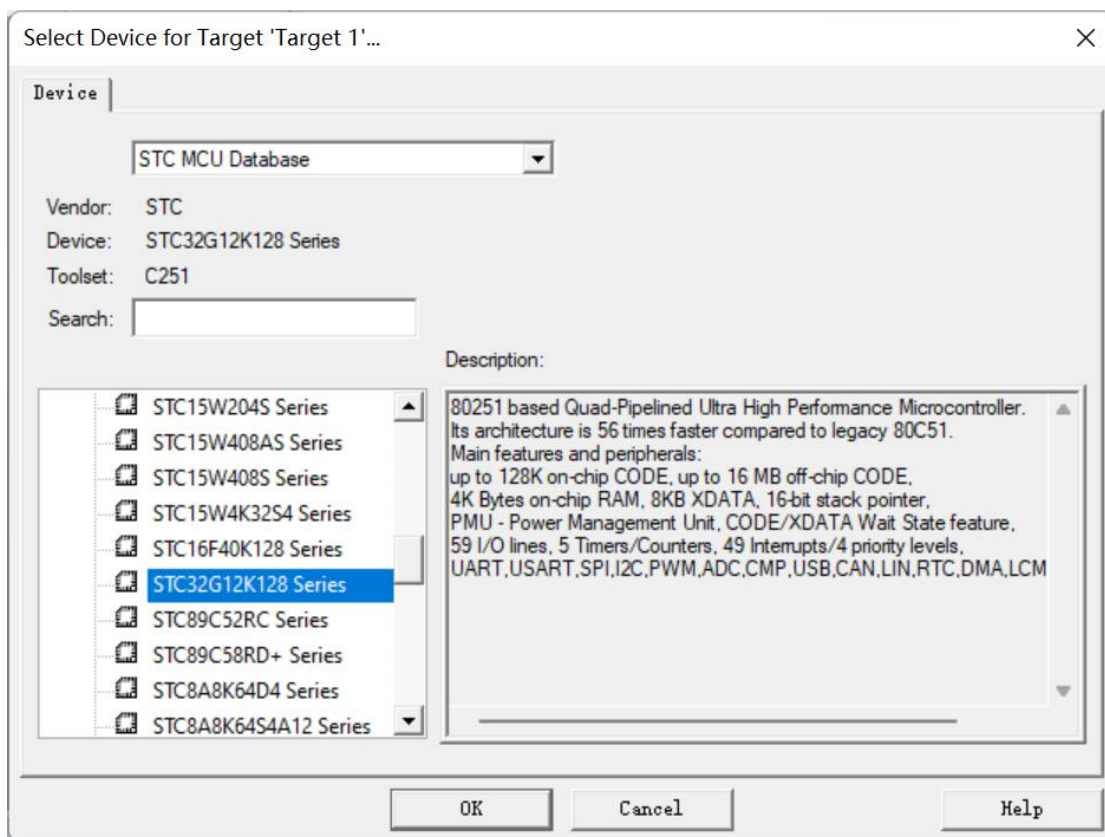 Select Device for Target 'Target 1'...
Device
STC MCU Database
Vendor: STC
Device: STC32G12K128 Series
Toolset: C251
Search:
Description:
STC15W204S Series
STC15W408AS Series
STC15W408S Series
STC15W4K32S4 Series
STC16F40K128 Series
STC32G12K128 Series
STC89C52RC Series
STC89C58RD+ Series
STC8A8K64D4 Series
STC8A8K64S4A12 Series
80251 based Quad-Pipelined Ultra High Performance Microcontroller.
Its architecture is 56 times faster compared to legacy 80C51.
Main features and peripherals:
up to 128K on-chip CODE, up to 16 MB off-chip CODE,
4K Bytes on-chip RAM, 8KB XDATA, 16-bit stack pointer,
PMU - Power Management Unit, CODE/XDATA Wait State feature,
59 I/O lines, 5 Timers/Counters, 49 Interrupts/4 priority levels,
UART,USART,SPI,I2C,PWM,ADC,CMP,USB,CAN,LIN,RTC,DMA,LCM
OK Cancel Help